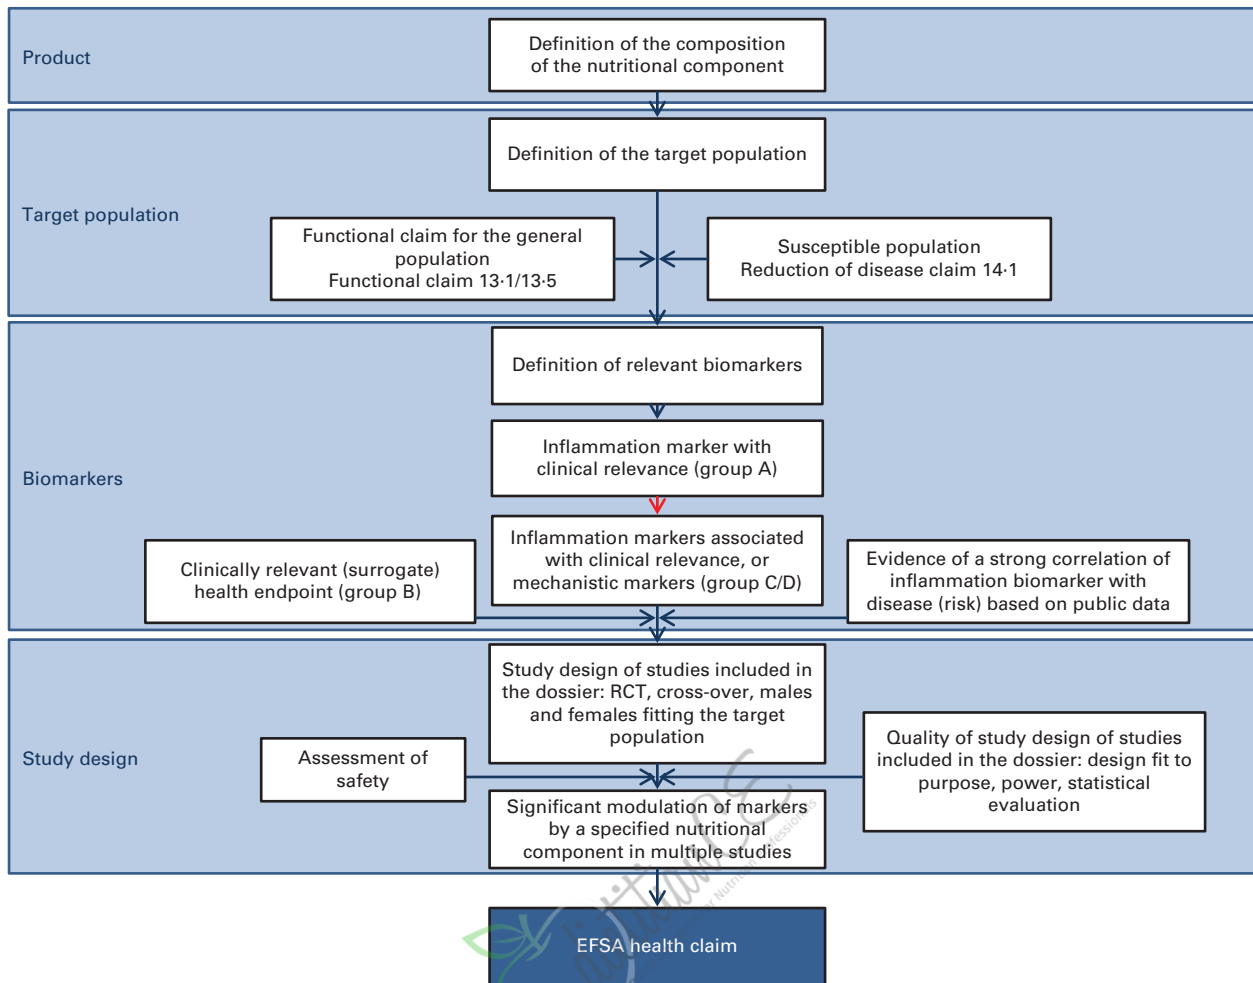 Product
Definition of the composition
of the nutritional component
Definition of the target population
Target population
Functional claim for the general
population
Functional claim 13·1/13·5
Susceptible population
Reduction of disease claim 14·1
Definition of relevant biomarkers
Inflammation marker with
clinical relevance (group A)
Biomarkers
Inflammation markers associated
with clinical relevance, or
mechanistic markers (group C/D)
Clinically relevant (surrogate)
health endpoint (group B)
Evidence of a strong correlation of
inflammation biomarker with
disease (risk) based on public data
Study design of studies included in
the dossier: RCT, cross-over, males
and females fitting the target
population
Study design
Assessment of
safety
Quality of study design of studies
included in the dossier: design fit to
purpose, power, statistical
evaluation
Significant modulation of markers
by a specified nutritional
component in multiple studies
for Nutrition Professionals
EFSA health claim